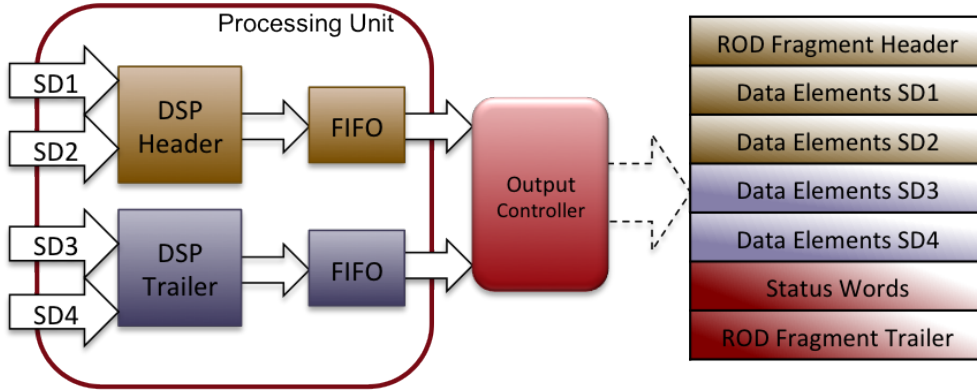 Processing Unit
SD1
SD2
DSP
Header
FIFO
SD3
SD4
DSP
Trailer
FIFO
Output
Controller
ROD Fragment Header
Data Elements SD1
Data Elements SD2
Data Elements SD3
Data Elements SD4
Status Words
ROD Fragment Trailer